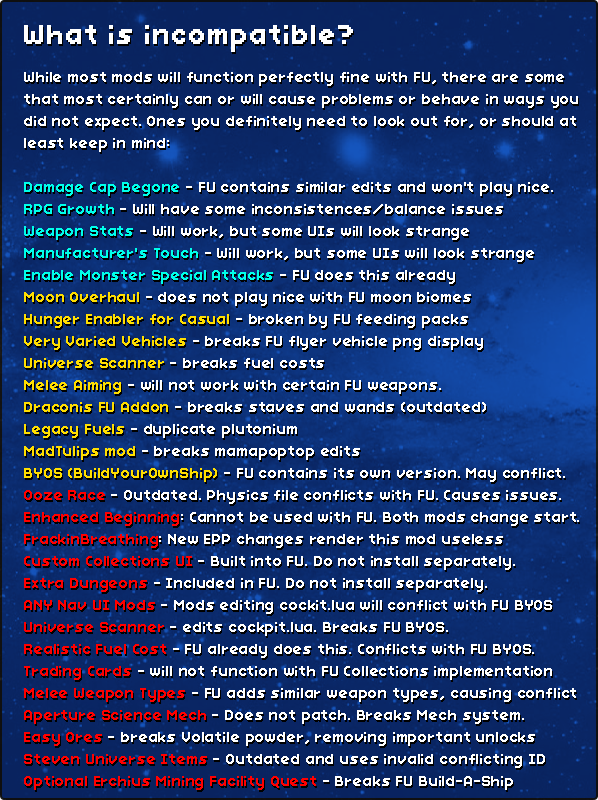 What is incompatible?
While most mods will function perfectly fine with FU, there are some
that most certainly can or will cause problems or behave in ways you
did not expect. Ones you definitely need to look out for, or should at
least keep in mind:
Damage Cap Begone - FU contains similar edits and won't play nice.
RPG Growth - Will have some inconsistences/balance issues
Weapon Stats - Will work, but some UIs will look strange
Manufacturer's Touch - Will work, but some UIs will look strange
Enable Monster Special Attacks - FU does this already
Moon Overhaul - does not play nice with FU moon biomes
Hunger Enabler for Casual - broken by FU feeding packs
Very Varied Vehicles - breaks FU flyer vehicle png display
Universe Scanner - breaks fuel costs
Melee Aiming - will not work with certain FU weapons.
Draconis FU Addon - breaks staves and wands (outdated)
Legacy Fuels - duplicate plutonium
MadTulips mod - breaks mamapoptop edits
BYOS (BuildYourOwnShip) - FU contains its own version. May conflict.
Ooze Race - Outdated. Physics file conflicts with FU. Causes issues.
Enhanced Beginning: Cannot be used with FU. Both mods change start.
FrackinBreathing: New EPP changes render this mod useless
Custom Collections UI - Built into FU. Do not install separately.
Extra Dungeons - Included in FU. Do not install separately.
ANY Nav UI Mods - Mods editing cockit.lua will conflict with FU BYOS
Universe Scanner - edits cockpit.lua. Breaks FU BYOS.
Realistic Fuel Cost - FU already does this. Conflicts with FU BYOS.
Trading Cards - will not function with FU Collections implementation
Melee Weapon Types - FU adds similar weapon types, causing conflict
Aperture Science Mech - Does not patch. Breaks Mech system.
Easy Ores - breaks Volatile powder, removing important unlocks
Steven Universe Items - Outdated and uses invalid conflicting ID
Optional Erchius Mining Facility Quest - Breaks FU Build-A-Ship